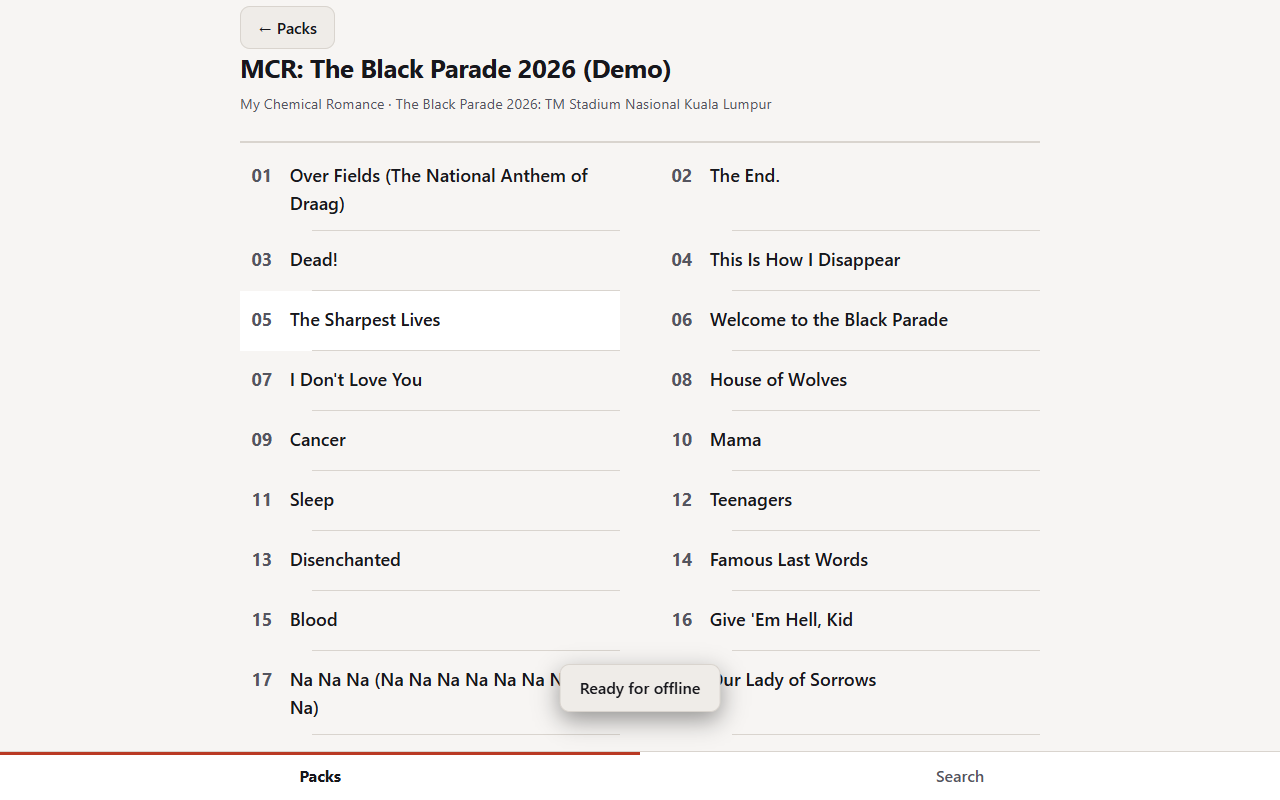 ← Packs
MCR: The Black Parade 2026 (Demo)
My Chemical Romance · The Black Parade 2026: TM Stadium Nasional Kuala Lumpur
01 Over Fields (The National Anthem of
Draag)
02 The End.
03 Dead!
04 This Is How I Disappear
05 The Sharpest Lives
06 Welcome to the Black Parade
07 I Don't Love You
08 House of Wolves
09 Cancer
10 Mama
11 Sleep
12 Teenagers
13 Disenchanted
14 Famous Last Words
15 Blood
16 Give 'Em Hell, Kid
17 Na Na Na (Na Na Na Na Na Na
Na)
Our Lady of Sorrows
Ready for offline
Packs
Search